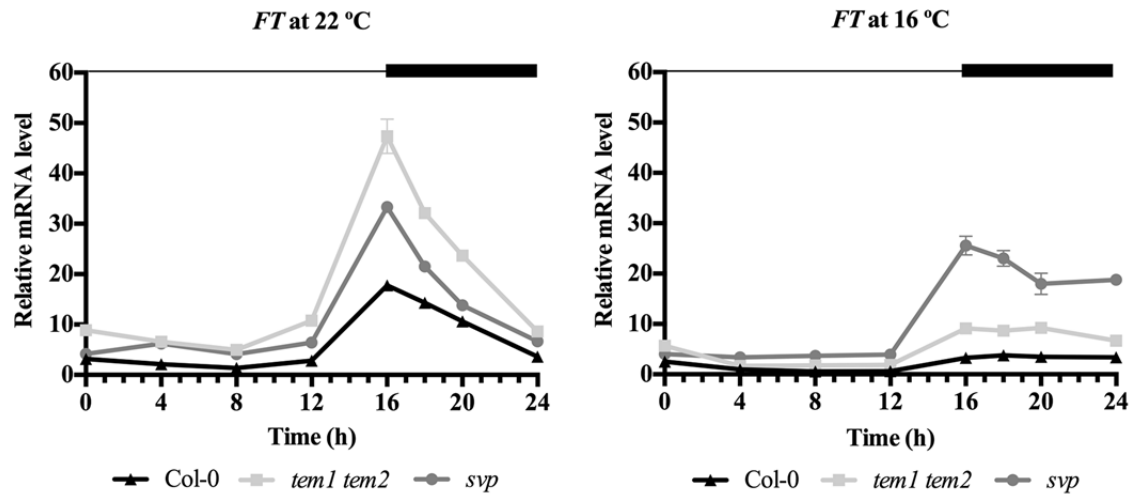 FT at 22 ºC
60
50
40
30
20
10
0
Relative mRNA level
0 4 8 12 16 20 24
Time (h)
Col-0 tem1 tem2 svp
FT at 16 ºC
60
50
40
30
20
10
0
Relative mRNA level
0 4 8 12 16 20 24
Time (h)
Col-0 tem1 tem2 svp